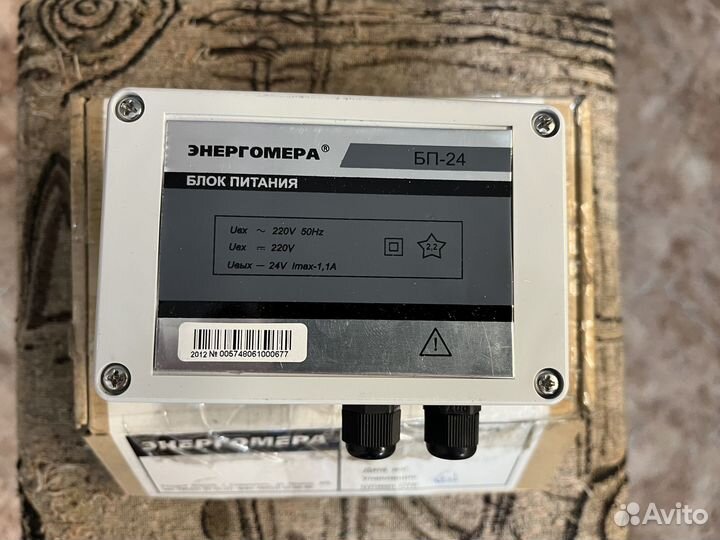 ЭНЕРГОМЕРА® БП-24
БЛОК ПИТАНИЯ
Uвх ~ 220V 50Hz
Uвх ⎓ 220V
Uвых — 24V Imax-1,1А
2,2
2012 № 005748061000677
ЭНЕРГОМЕРА
Avito